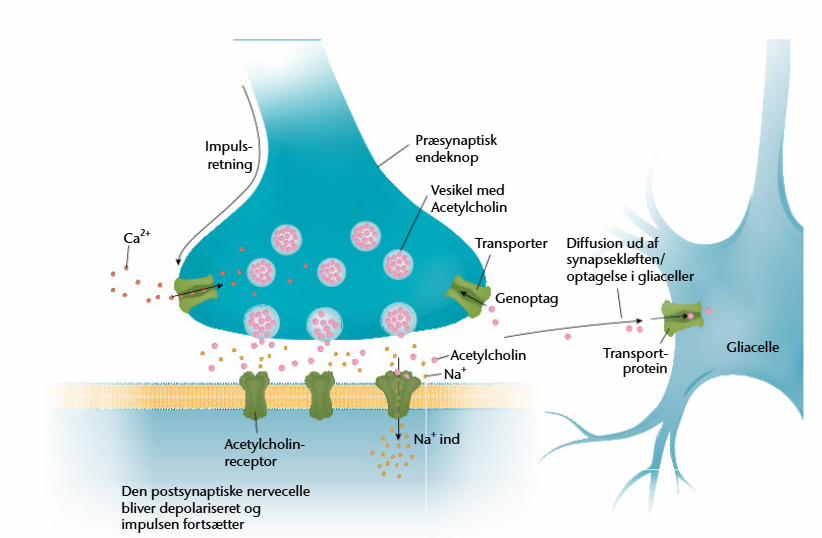 Impuls-
retning
Præsynaptisk
endeknop
Vesikel med
Acetylcholin
Ca²⁺
Transporter
Diffusion ud af
synapsekløften/
optagelse i gliaceller
Genoptag
Acetylcholin
Na⁺
Transport-
protein
Gliacelle
Acetylcholin-
receptor
Na⁺ ind
Den postsynaptiske nervecelle
bliver depolariseret og
impulsen fortsætter